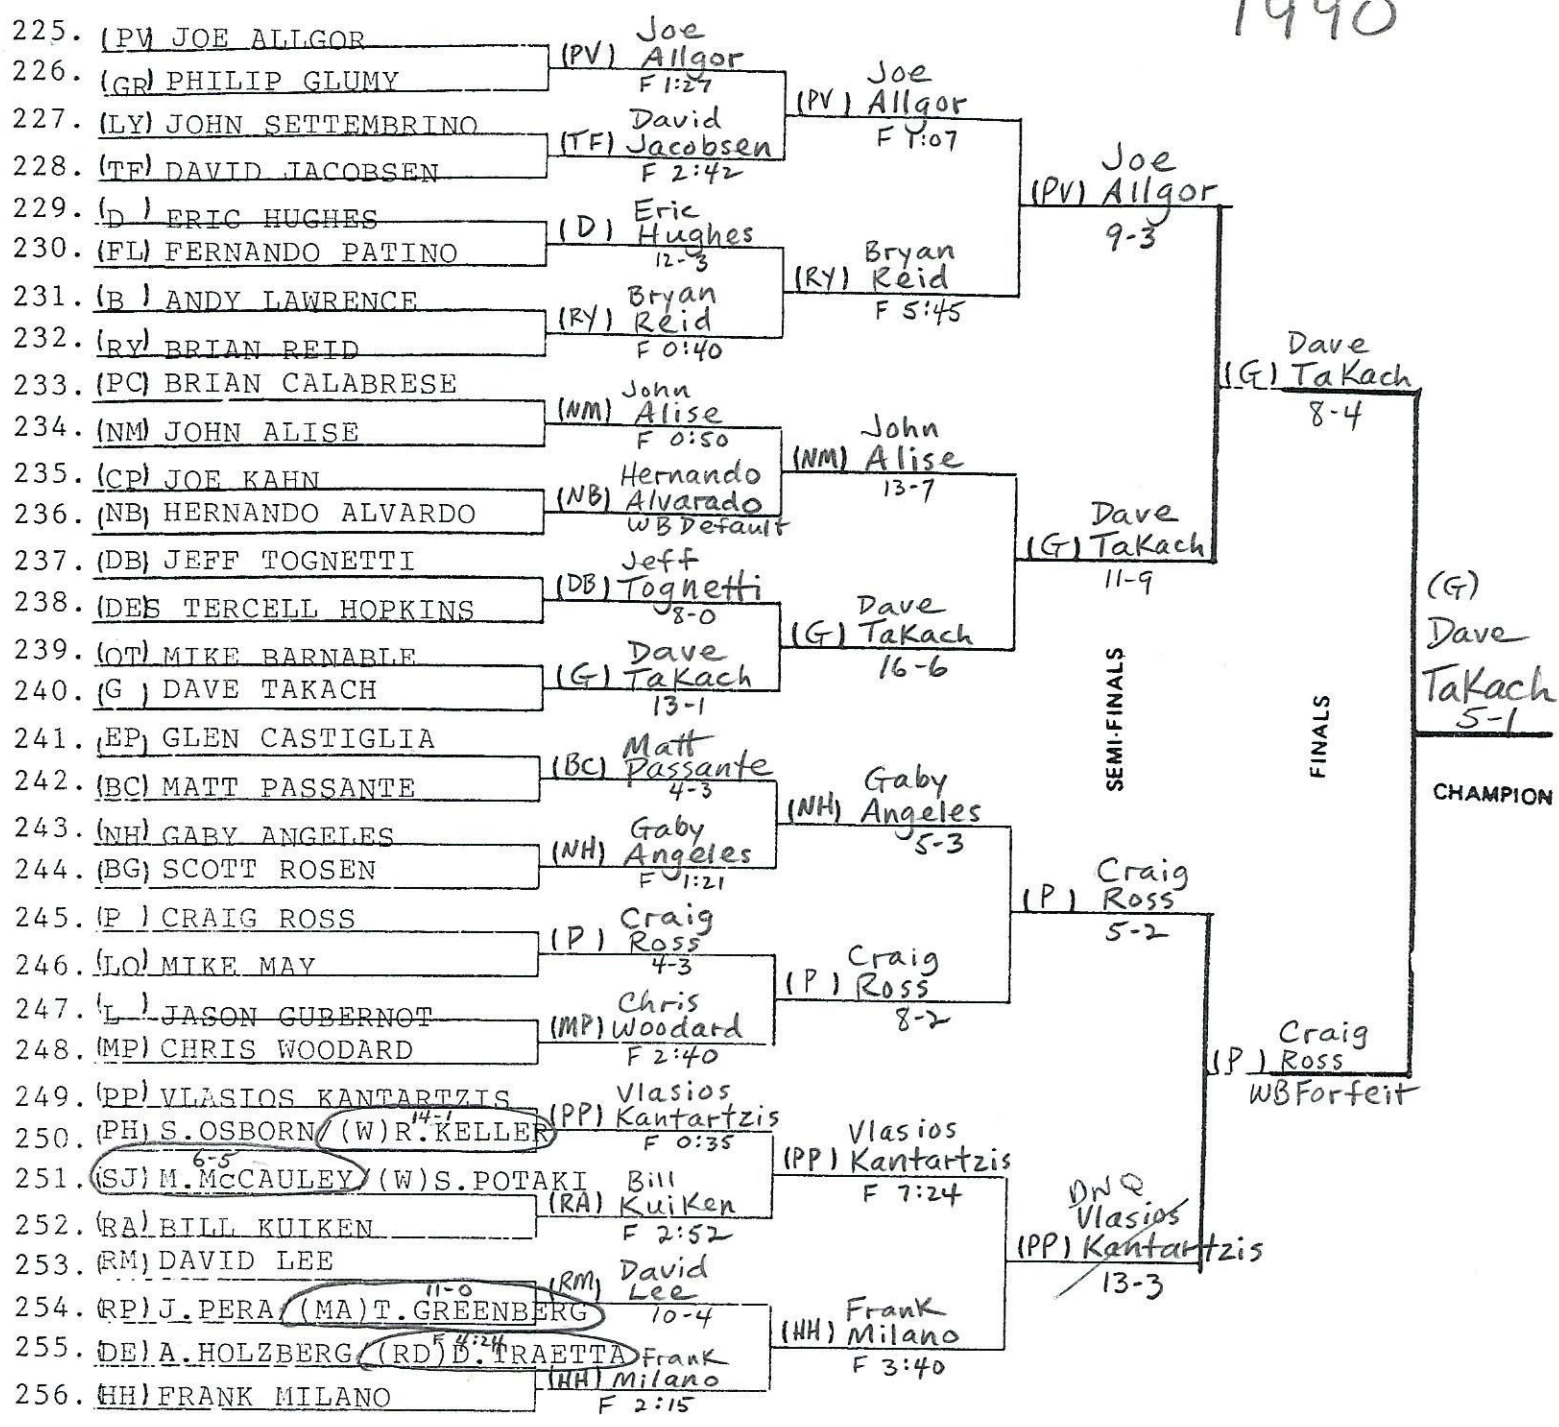 1990
225. (PV) JOE ALLGOR
226. (GR) PHILIP GLUMY
227. (LY) JOHN SETTEMBRINO
228. (TF) DAVID JACOBSEN
229. (D ) ERIC HUGHES
230. (FL) FERNANDO PATINO
231. (B ) ANDY LAWRENCE
232. (RY) BRIAN REID
233. (PC) BRIAN CALABRESE
234. (NM) JOHN ALISE
235. (CP) JOE KAHN
236. (NB) HERNANDO ALVARDO
237. (DB) JEFF TOGNETTI
238. (DES TERCELL HOPKINS
239. (OT) MIKE BARNABLE
240. (G ) DAVE TAKACH
241. (EP) GLEN CASTIGLIA
242. (BC) MATT PASSANTE
243. (NH) GABY ANGELES
244. (BG) SCOTT ROSEN
245. (P ) CRAIG ROSS
246. (LO) MIKE MAY
247. (L ) JASON GUBERNOT
248. (MP) CHRIS WOODARD
249. (PP) VLASIOS KANTARTZIS
14-1
250. (PH) S.OSBORN/(W)R.KELLER
6-5
251. (SJ) M.McCAULEY/(W)S.POTAKI
252. (RA) BILL KUIKEN
253. (RM) DAVID LEE
11-0
254. (RP) J.PERA/(MA)T.GREENBERG
F 4:24
255. (DE) A.HOLZBERG/(RD)D.TRAETTA
256. (HH) FRANK MILANO
Joe
(PV) Allgor
F 1:27
David
(TF) Jacobsen
F 2:42
Eric
(D) Hughes
12-3
Bryan
(RY) Reid
F 0:40
John
(NM) Alise
F 0:50
Hernando
(NB) Alvarado
WB Default
Jeff
(DB) Tognetti
8-0
Dave
(G) Takach
13-1
Matt
(BC) Passante
4-3
Gaby
(NH) Angeles
F 1:21
Craig
(P) Ross
4-3
Chris
(MP) Woodard
F 2:40
Vlasios
(PP) Kantartzis
F 0:35
Bill
(RA) Kuiken
F 2:52
David
(RM) Lee
10-4
Frank
(HH) Milano
F 2:15
Joe
(PV) Allgor
F 1:07
Bryan
(RY) Reid
F 5:45
John
(NM) Alise
13-7
Dave
(G) Takach
16-6
Gaby
(NH) Angeles
5-3
Craig
(P) Ross
8-2
Vlasios
(PP) Kantartzis
F 7:24
Frank
(HH) Milano
F 3:40
Joe
(PV) Allgor
9-3
Dave
(G) Takach
11-9
SEMI-FINALS
Craig
(P) Ross
5-2
DNQ
Vlasios
(PP) Kantartzis
13-3
Dave
(G) Takach
8-4
FINALS
Craig
(P) Ross
WB Forfeit
(G)
Dave
Takach
5-1
CHAMPION